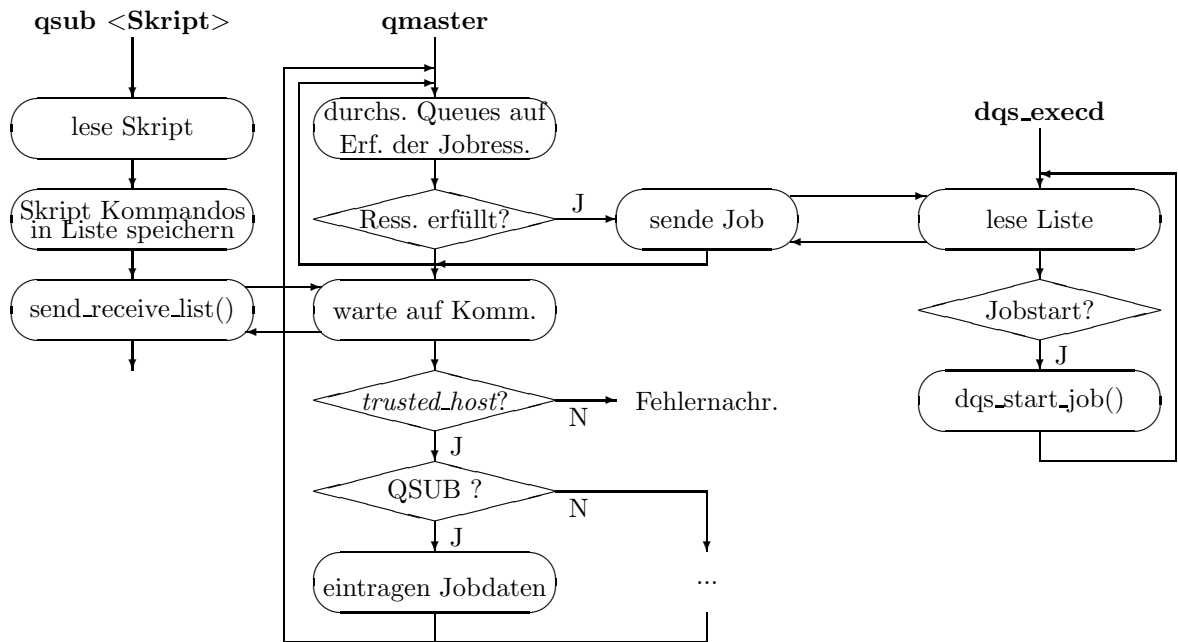 qsub <Skript>
lese Skript
Skript Kommandos
in Liste speichern
send_receive_list()
qmaster
durchs. Queues auf
Erf. der Jobress.
Ress. erfüllt?
J
sende Job
warte auf Komm.
trusted_host?
N
Fehlernachr.
J
QSUB ?
N
J
eintragen Jobdaten
...
dqs_execd
lese Liste
Jobstart?
J
dqs_start_job()